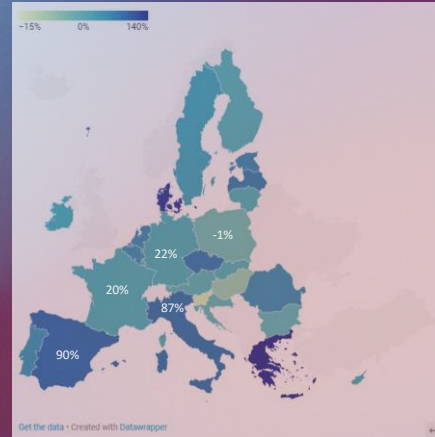 −15% 0% 140%
-1%
22%
20%
87%
90%
Get the data • Created with Datawrapper